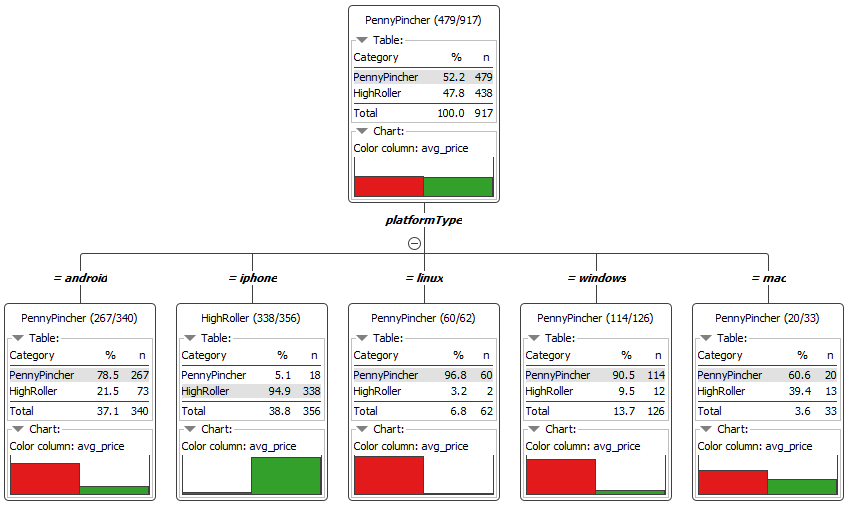 PennyPincher (479/917)
Table:
Category % n
PennyPincher 52.2 479
HighRoller 47.8 438
Total 100.0 917
Chart:
Color column: avg_price
platformType
= android
= iphone
= linux
= windows
= mac
PennyPincher (267/340)
Table:
Category % n
PennyPincher 78.5 267
HighRoller 21.5 73
Total 37.1 340
Chart:
Color column: avg_price
HighRoller (338/356)
Table:
Category % n
PennyPincher 5.1 18
HighRoller 94.9 338
Total 38.8 356
Chart:
Color column: avg_price
PennyPincher (60/62)
Table:
Category % n
PennyPincher 96.8 60
HighRoller 3.2 2
Total 6.8 62
Chart:
Color column: avg_price
PennyPincher (114/126)
Table:
Category % n
PennyPincher 90.5 114
HighRoller 9.5 12
Total 13.7 126
Chart:
Color column: avg_price
PennyPincher (20/33)
Table:
Category % n
PennyPincher 60.6 20
HighRoller 39.4 13
Total 3.6 33
Chart:
Color column: avg_price